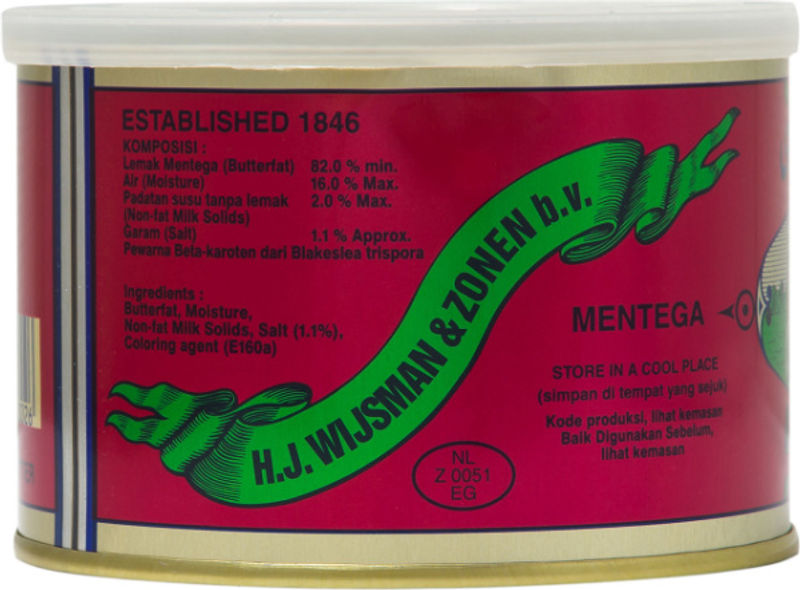 ESTABLISHED 1846
KOMPOSISI :
Lemak Mentega (Butterfat) 82.0 % min.
Air (Moisture) 16.0 % Max.
Padatan susu tanpa lemak 2.0 % Max.
(Non-fat Milk Solids)
Garam (Salt) 1.1 % Approx.
Pewarna Beta-karoten dari Blakeslea trispora
Ingredients :
Butterfat, Moisture,
Non-fat Milk Solids, Salt (1.1%),
Coloring agent (E160a)
H.J. WIJSMAN & ZONEN b.v.
MENTEGA
STORE IN A COOL PLACE
(simpan di tempat yang sejuk)
Kode produksi, lihat kemasan
Baik Digunakan Sebelum,
lihat kemasan
NL
Z 0051
EG